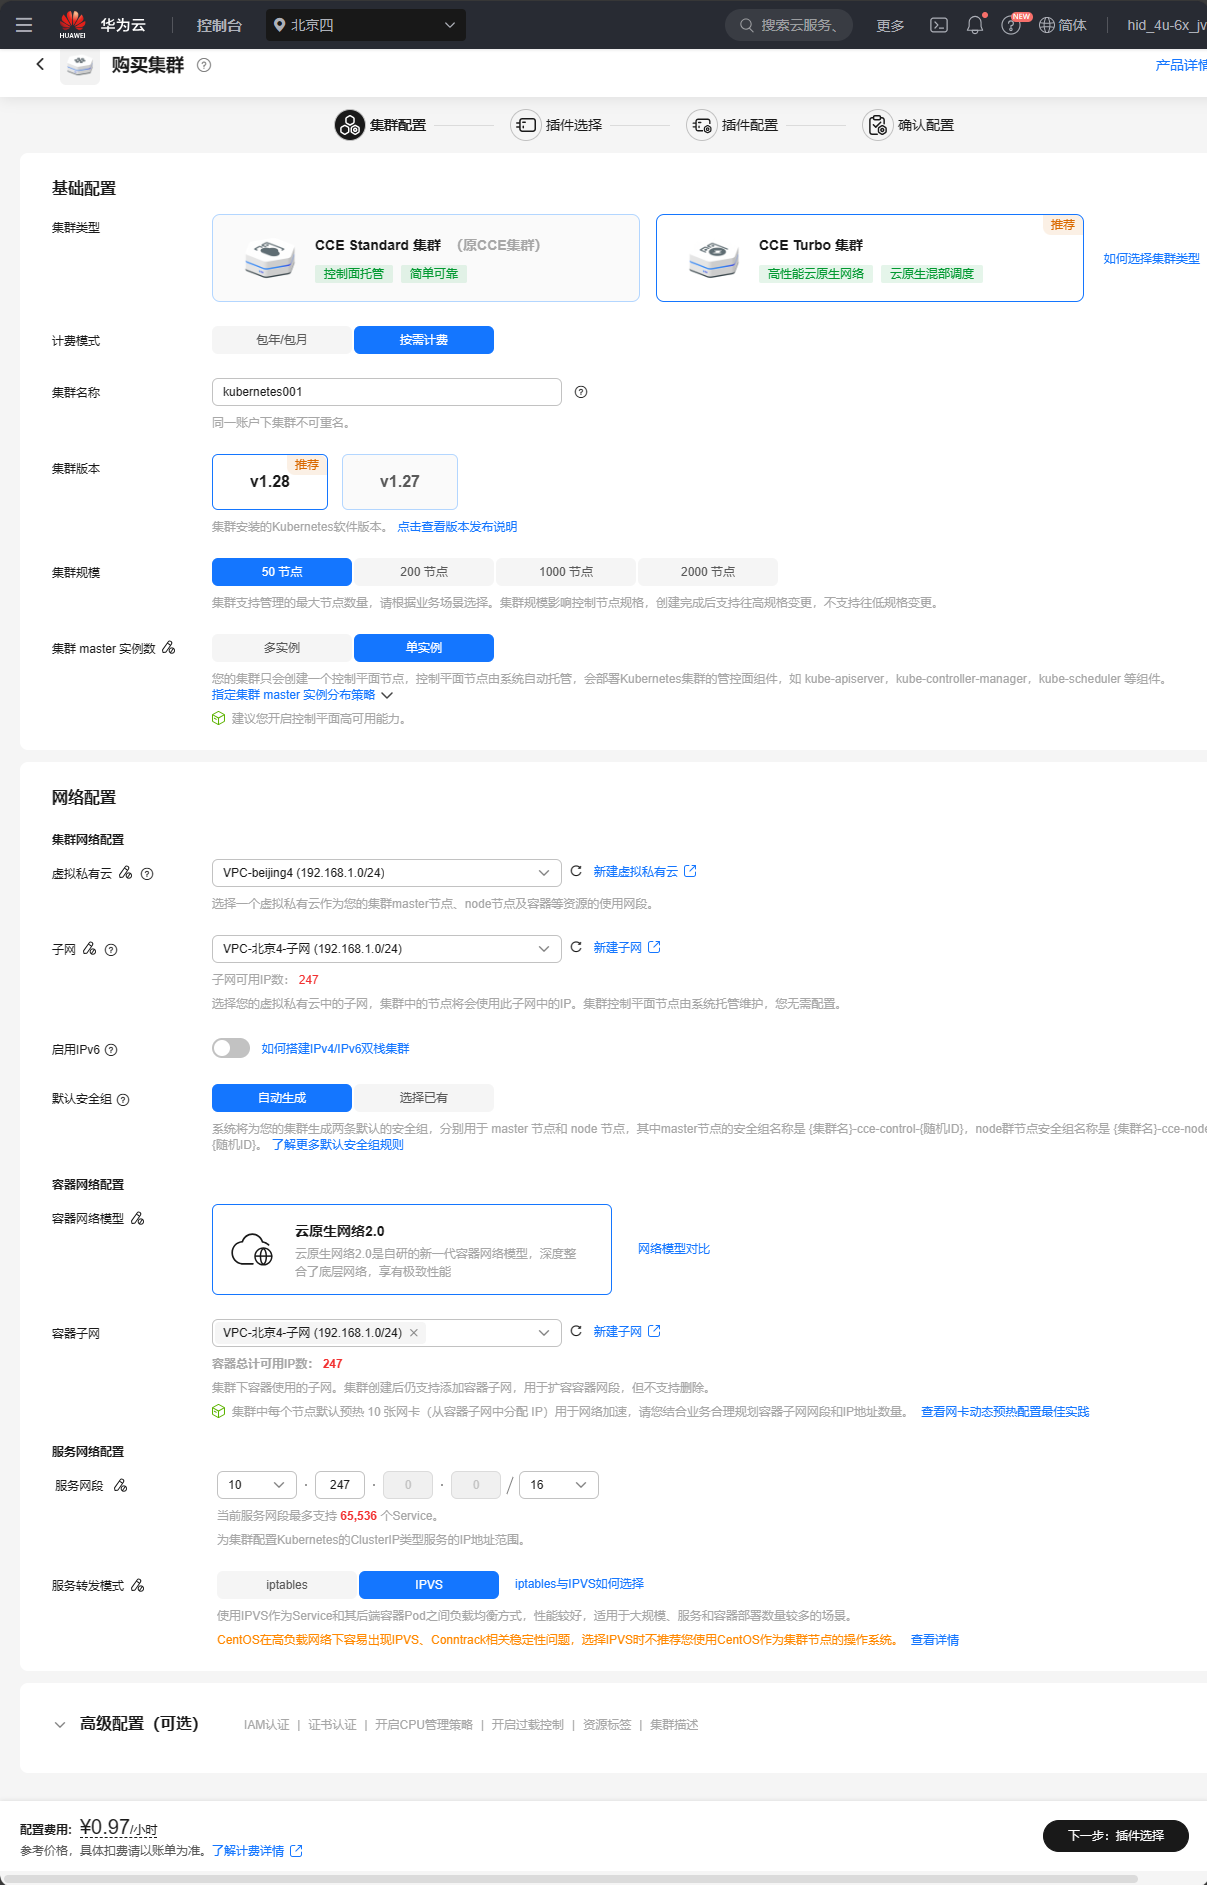 HUAWEI 华为云 控制台 北京四 搜索云服务、 更多 NEW 简体 hid_4u-6x_jv
购买集群 产品详情
集群配置 插件选择 插件配置 确认配置
基础配置
集群类型
CCE Standard 集群 （原CCE集群）
控制面托管 简单可靠
推荐
CCE Turbo 集群
高性能云原生网络 云原生混部调度
如何选择集群类型
计费模式 包年/包月 按需计费
集群名称 kubernetes001
同一账户下集群不可重名。
集群版本 v1.28 推荐 v1.27
集群安装的Kubernetes软件版本。 点击查看版本发布说明
集群规模 50 节点 200 节点 1000 节点 2000 节点
集群支持管理的最大节点数量，请根据业务场景选择。集群规模影响控制节点规格，创建完成后支持往高规格变更，不支持往低规格变更。
集群 master 实例数 多实例 单实例
您的集群只会创建一个控制平面节点，控制平面节点由系统自动托管，会部署Kubernetes集群的管控面组件，如 kube-apiserver，kube-controller-manager，kube-scheduler 等组件。
指定集群 master 实例分布策略
建议您开启控制平面高可用能力。
网络配置
集群网络配置
虚拟私有云 VPC-beijing4 (192.168.1.0/24) 新建虚拟私有云
选择一个虚拟私有云作为您的集群master节点、node节点及容器等资源的使用网段。
子网 VPC-北京4-子网 (192.168.1.0/24) 新建子网
子网可用IP数： 247
选择您的虚拟私有云中的子网，集群中的节点将会使用此子网中的IP。集群控制平面节点由系统托管维护，您无需配置。
启用IPv6 如何搭建IPv4/IPv6双栈集群
默认安全组 自动生成 选择已有
系统将为您的集群生成两条默认的安全组，分别用于 master 节点和 node 节点，其中master节点的安全组名称是 {集群名}-cce-control-{随机ID}，node群节点安全组名称是 {集群名}-cce-node
{随机ID}。 了解更多默认安全组规则
容器网络配置
容器网络模型
云原生网络2.0
云原生网络2.0是自研的新一代容器网络模型，深度整
合了底层网络，享有极致性能
网络模型对比
容器子网 VPC-北京4-子网 (192.168.1.0/24) × 新建子网
容器总计可用IP数： 247
集群下容器使用的子网。集群创建后仍支持添加容器子网，用于扩容容器网段，但不支持删除。
集群中每个节点默认预热 10 张网卡（从容器子网中分配 IP）用于网络加速，请您结合业务合理规划容器子网网段和IP地址数量。 查看网卡动态预热配置最佳实践
服务网络配置
服务网段 10 · 247 · 0 · 0 / 16
当前服务网段最多支持 65,536 个Service。
为集群配置Kubernetes的ClusterIP类型服务的IP地址范围。
服务转发模式 iptables IPVS iptables与IPVS如何选择
使用IPVS作为Service和其后端容器Pod之间负载均衡方式，性能较好，适用于大规模、服务和容器部署数量较多的场景。
CentOS在高负载网络下容易出现IPVS、Conntrack相关稳定性问题，选择IPVS时不推荐您使用CentOS作为集群节点的操作系统。 查看详情
高级配置（可选） IAM认证 | 证书认证 | 开启CPU管理策略 | 开启过载控制 | 资源标签 | 集群描述
配置费用： ¥0.97/小时
参考价格，具体扣费请以账单为准。了解计费详情
下一步：插件选择